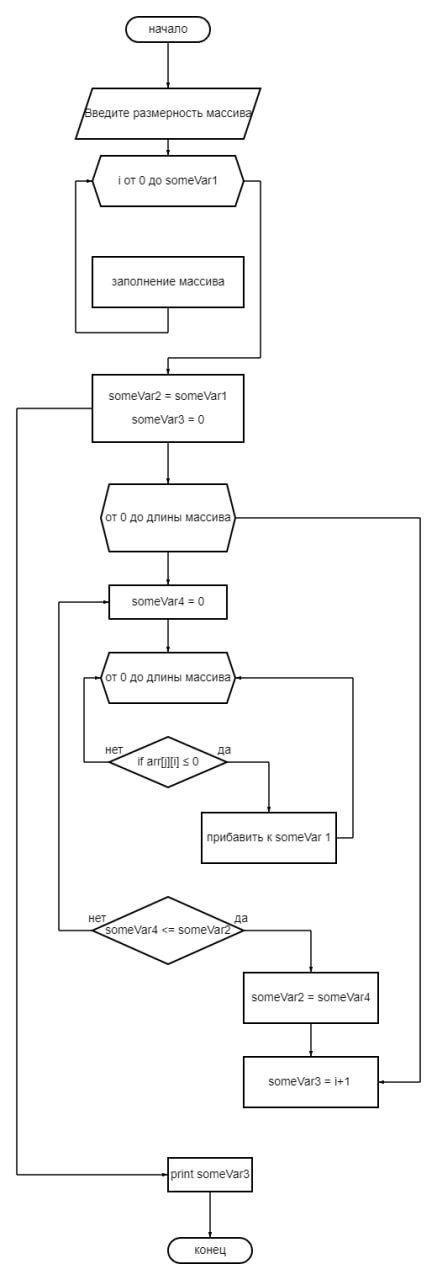 начало
Введите размерность массива
i от 0 до someVar1
заполнение массива
someVar2 = someVar1
someVar3 = 0
от 0 до длины массива
someVar4 = 0
от 0 до длины массива
нет
да
if arr[j][i] ≤ 0
прибавить к someVar 1
нет
да
someVar4 <= someVar2
someVar2 = someVar4
someVar3 = i+1
print someVar3
конец